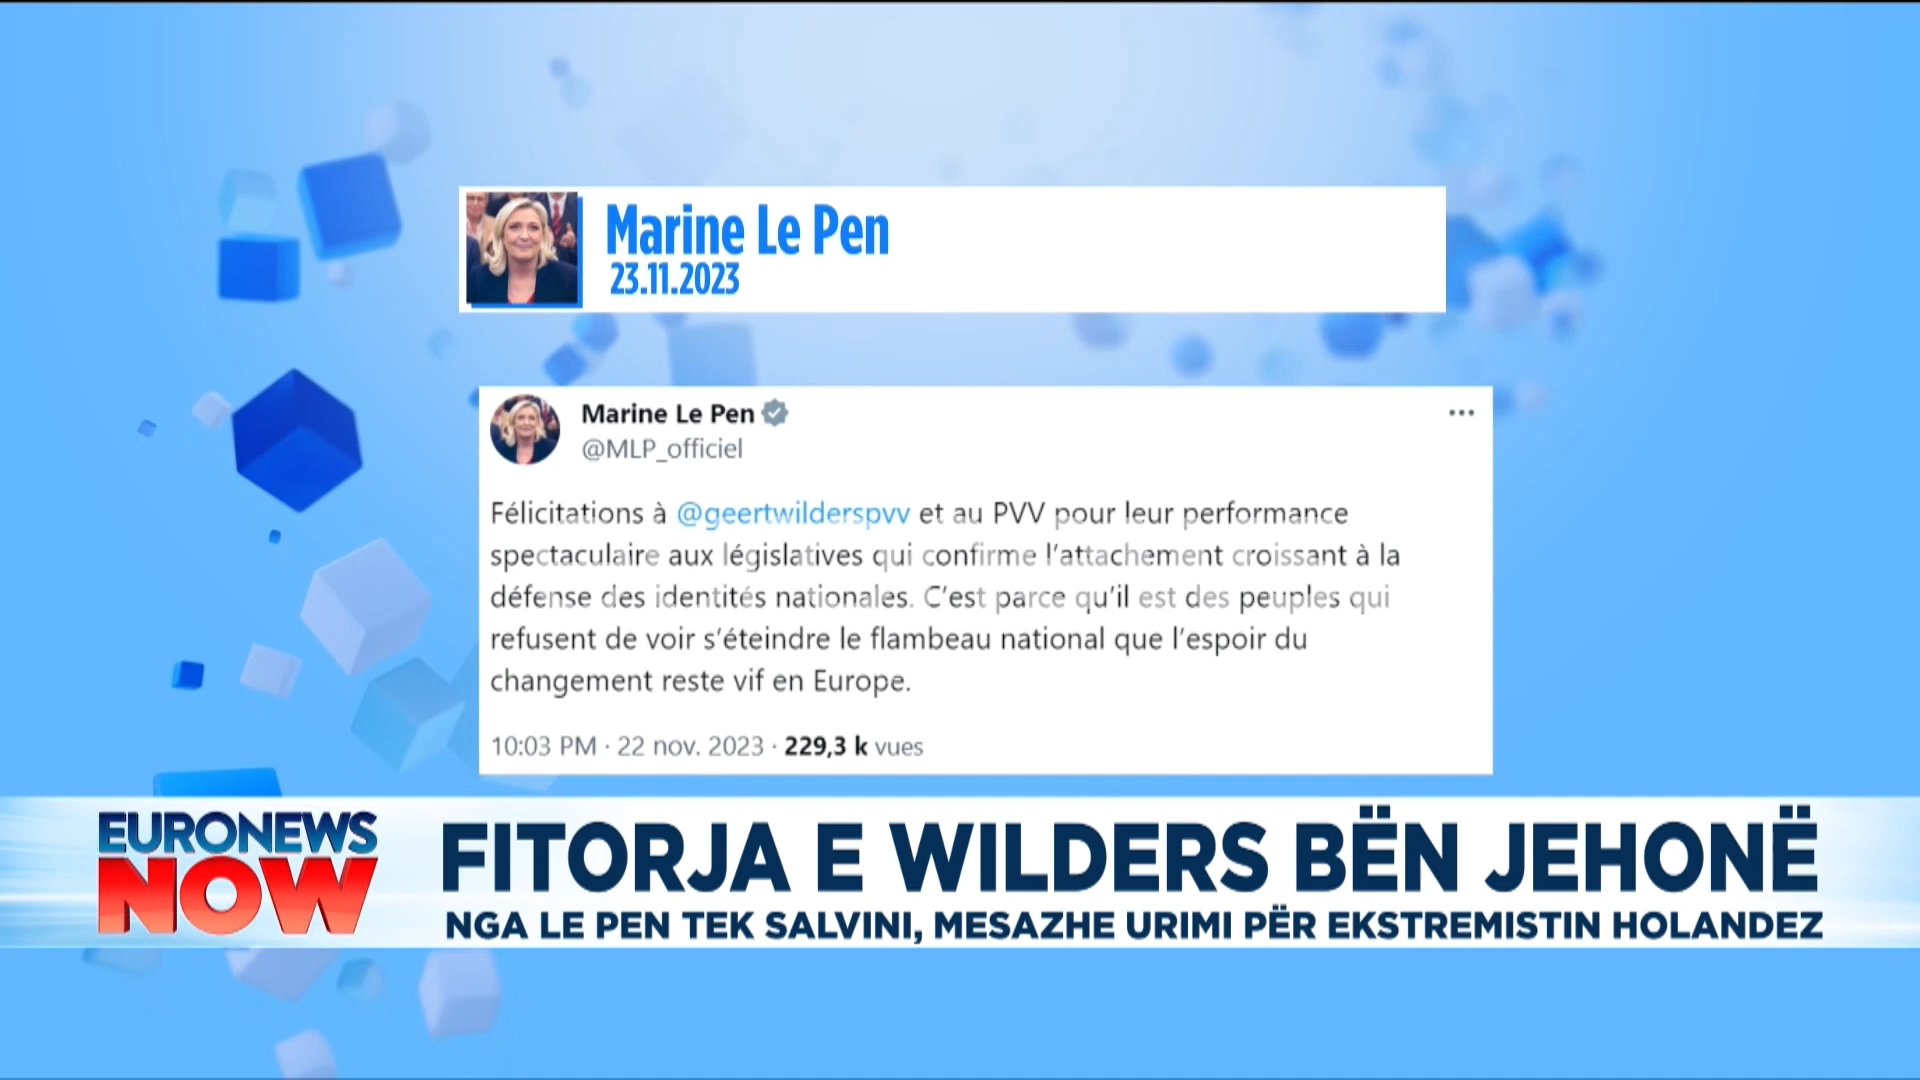 Marine Le Pen
23.11.2023
Marine Le Pen
@MLP_officiel
Félicitations à @geertwilderspvv et au PVV pour leur performance
spectaculaire aux législatives qui confirme l'attachement croissant à la
défense des identités nationales. C'est parce qu'il est des peuples qui
refusent de voir s'éteindre le flambeau national que l'espoir du
changement reste vif en Europe.
10:03 PM · 22 nov. 2023 · 229,3 k vues
EURONEWS
NOW
FITORJA E WILDERS BËN JEHONË
NGA LE PEN TEK SALVINI, MESAZHE URIMI PËR EKSTREMISTIN HOLANDEZ